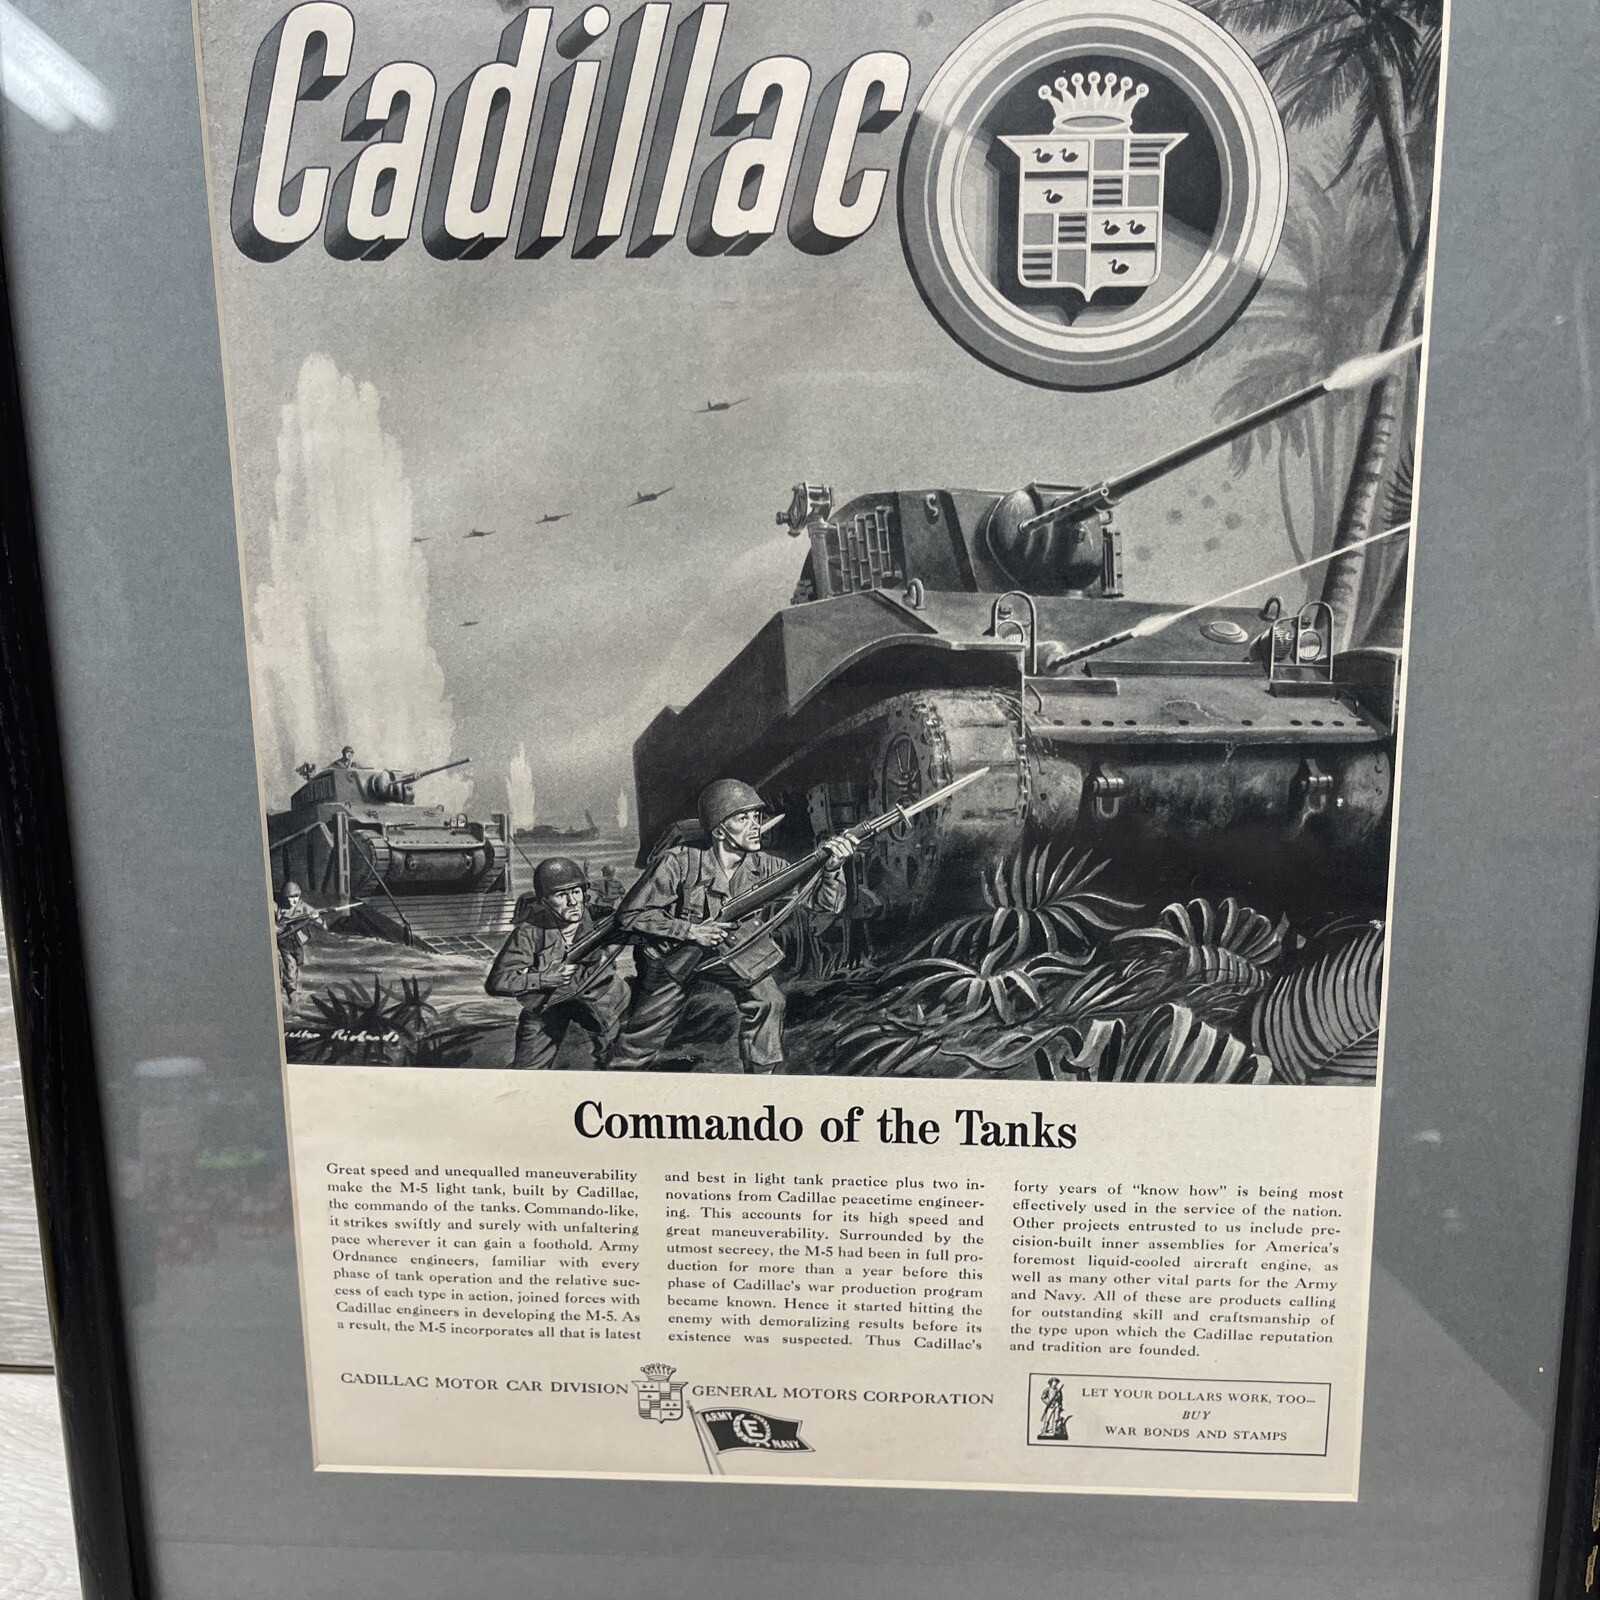 Cadillac
Richards
Commando of the Tanks
Great speed and unequalled maneuverability
make the M-5 light tank, built by Cadillac,
the commando of the tanks. Commando-like,
it strikes swiftly and surely with unfaltering
pace wherever it can gain a foothold. Army
Ordnance engineers, familiar with every
phase of tank operation and the relative suc-
cess of each type in action, joined forces with
Cadillac engineers in developing the M-5. As
a result, the M-5 incorporates all that is latest
and best in light tank practice plus two in-
novations from Cadillac peacetime engineer-
ing. This accounts for its high speed and
great maneuverability. Surrounded by the
utmost secrecy, the M-5 had been in full pro-
duction for more than a year before this
phase of Cadillac's war production program
became known. Hence it started hitting the
enemy with demoralizing results before its
existence was suspected. Thus Cadillac's
forty years of "know how" is being most
effectively used in the service of the nation.
Other projects entrusted to us include pre-
cision-built inner assemblies for America's
foremost liquid-cooled aircraft engine, as
well as many other vital parts for the Army
and Navy. All of these are products calling
for outstanding skill and craftsmanship of
the type upon which the Cadillac reputation
and tradition are founded.
CADILLAC MOTOR CAR DIVISION GENERAL MOTORS CORPORATION
ARMY
E
NAVY
LET YOUR DOLLARS WORK, TOO—
BUY
WAR BONDS AND STAMPS